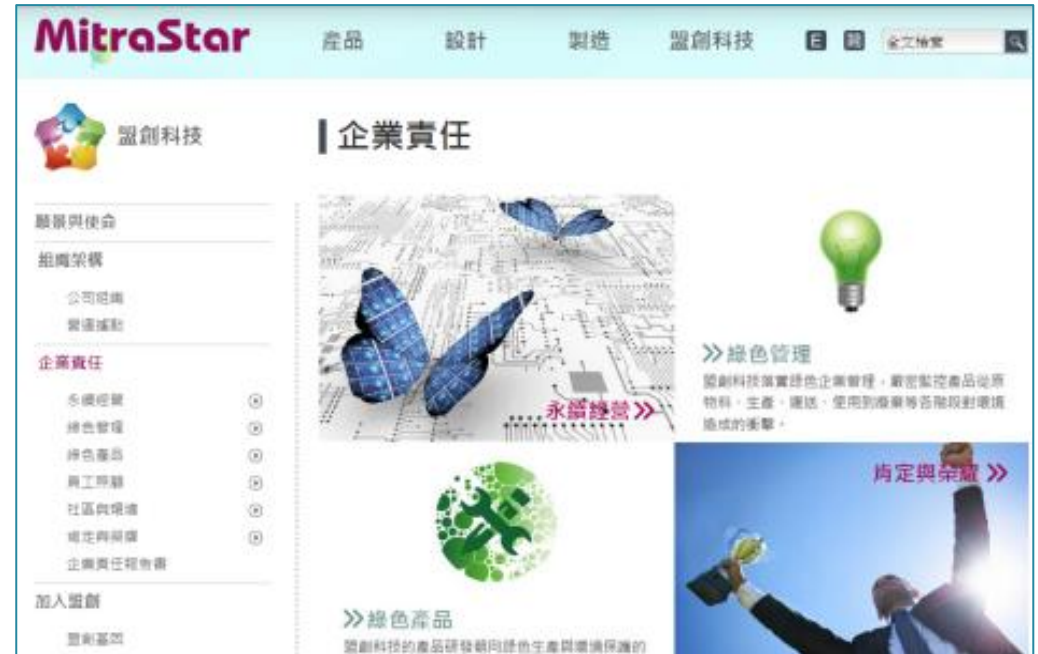 MitraStar
產品 設計 製造 盟創科技 E 簡 全文檢索
盟創科技
企業責任
願景與使命
組織架構
公司組織
營運據點
企業責任
永續經營
綠色管理
綠色產品
員工照顧
社區與環境
肯定與榮耀
企業責任報告書
加入盟創
盟創基因
永續經營
綠色管理
盟創科技落實綠色企業管理，嚴密監控產品從原
物料、生產、運送、使用到廢棄等各階段對環境
造成的衝擊。
肯定與榮耀
綠色產品
盟創科技的產品研發朝向綠色生產與環境保護的